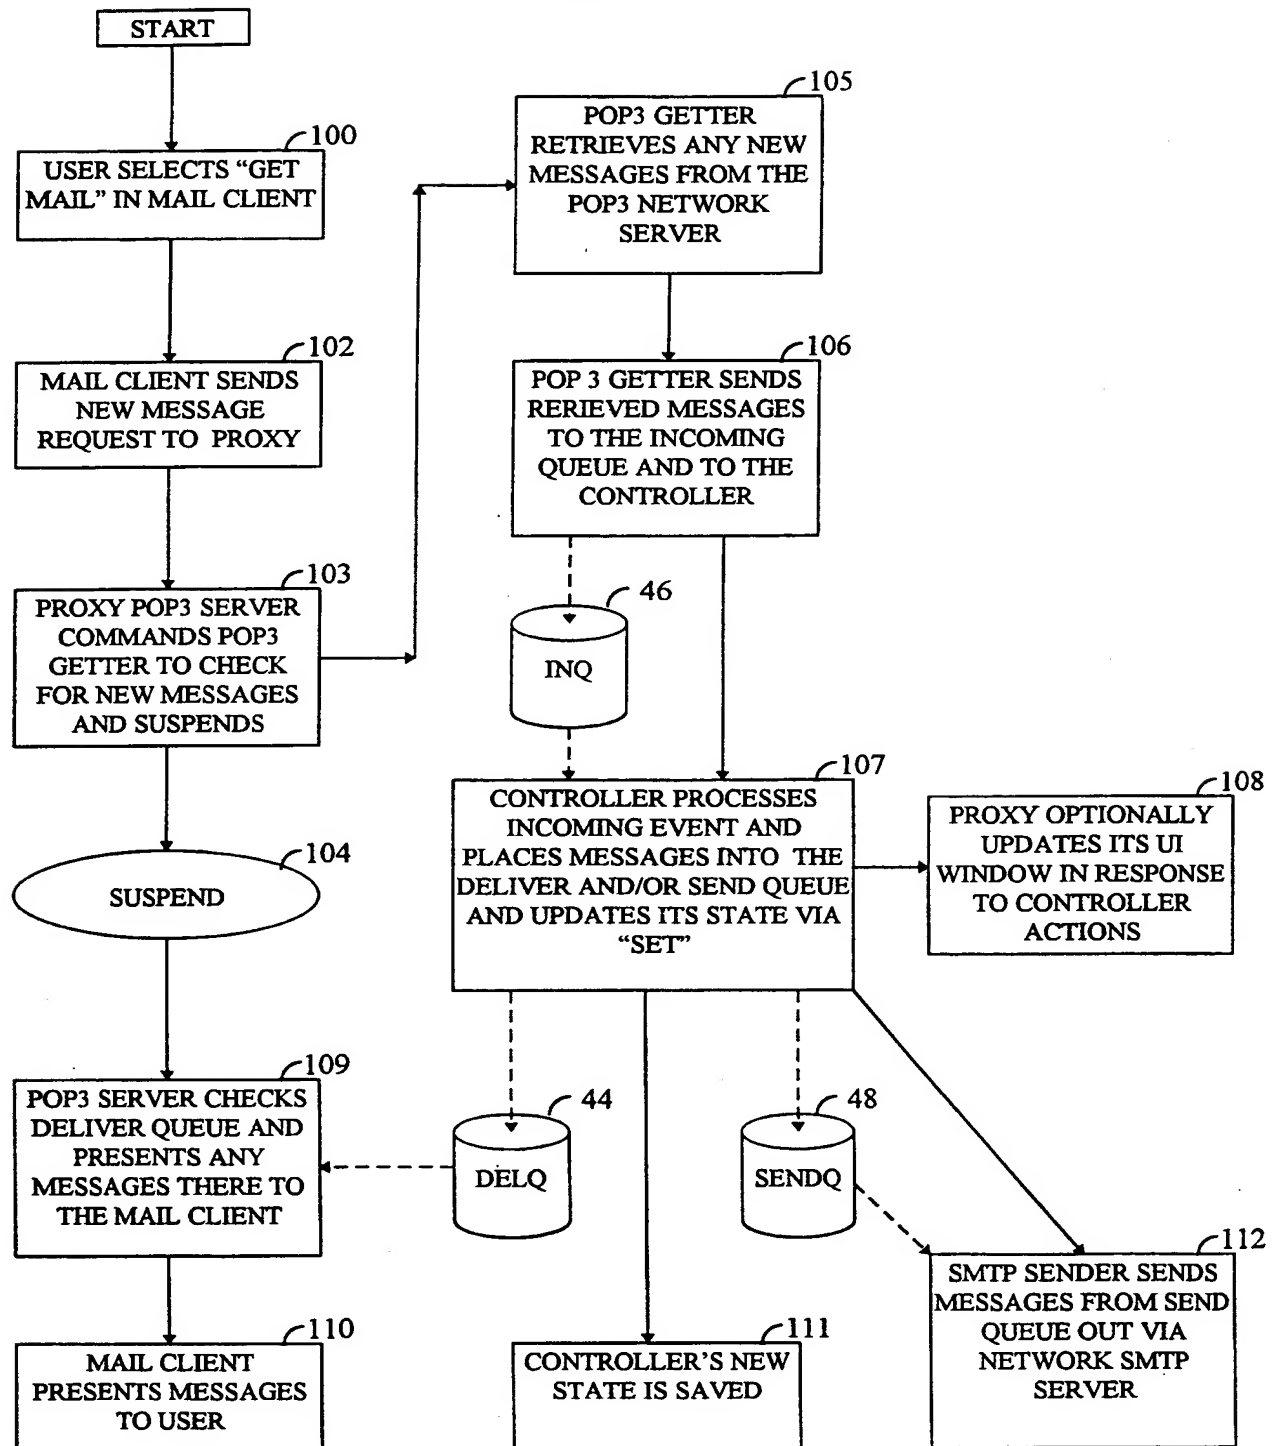 START
100
USER SELECTS “GET
MAIL” IN MAIL CLIENT
102
MAIL CLIENT SENDS
NEW MESSAGE
REQUEST TO PROXY
103
PROXY POP3 SERVER
COMMANDS POP3
GETTER TO CHECK
FOR NEW MESSAGES
AND SUSPENDS
104
SUSPEND
105
POP3 GETTER
RETRIEVES ANY NEW
MESSAGES FROM THE
POP3 NETWORK
SERVER
106
POP 3 GETTER SENDS
RERIEVED MESSAGES
TO THE INCOMING
QUEUE AND TO THE
CONTROLLER
46
INQ
107
CONTROLLER PROCESSES
INCOMING EVENT AND
PLACES MESSAGES INTO THE
DELIVER AND/OR SEND QUEUE
AND UPDATES ITS STATE VIA
“SET”
108
PROXY OPTIONALLY
UPDATES ITS UI
WINDOW IN RESPONSE
TO CONTROLLER
ACTIONS
109
POP3 SERVER CHECKS
DELIVER QUEUE AND
PRESENTS ANY
MESSAGES THERE TO
THE MAIL CLIENT
44
DELQ
48
SENDQ
110
MAIL CLIENT
PRESENTS MESSAGES
TO USER
111
CONTROLLER’S NEW
STATE IS SAVED
112
SMTP SENDER SENDS
MESSAGES FROM SEND
QUEUE OUT VIA
NETWORK SMTP
SERVER